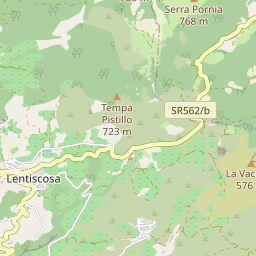 Serra Pornia
768 m
Tempa
Pistillo
723 m
SR562/b
La Vac
576
Lentiscosa